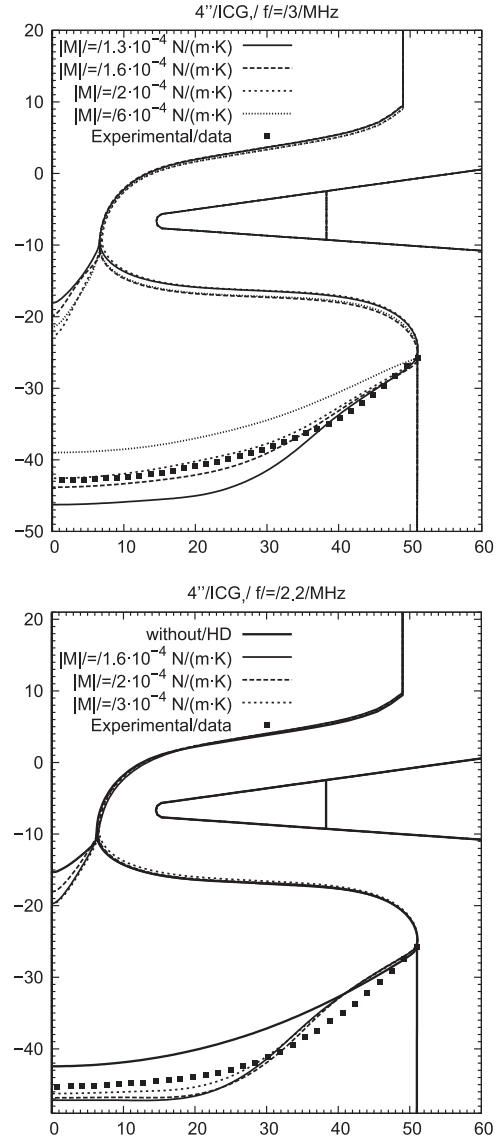 4"/ICG,/ f/=/3/MHz
|M|/=/1.3·10⁻⁴ N/(m·K)
|M|/=/1.6·10⁻⁴ N/(m·K)
|M|/=/2·10⁻⁴ N/(m·K)
|M|/=/6·10⁻⁴ N/(m·K)
Experimental/data
20
10
0
−10
−20
−30
−40
−50
0 10 20 30 40 50 60
4''/ICG,/ f/=/2.2/MHz
without/HD
|M|/=/1.6·10⁻⁴ N/(m·K)
|M|/=/2·10⁻⁴ N/(m·K)
|M|/=/3·10⁻⁴ N/(m·K)
Experimental/data
20
10
0
−10
−20
−30
−40
0 10 20 30 40 50 60